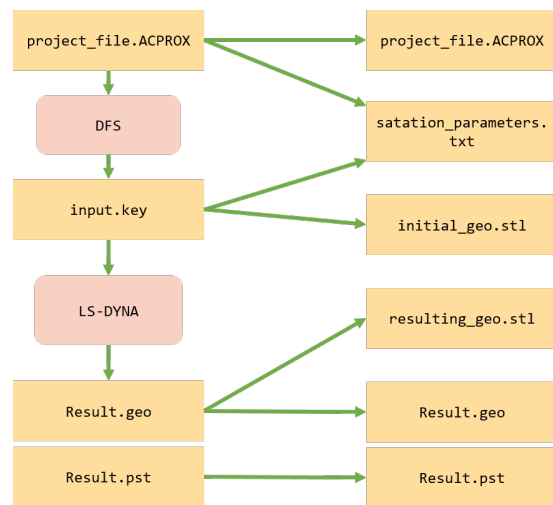 project_file.ACPROX
project_file.ACPROX
DFS
satation_parameters.
txt
input.key
initial_geo.stl
LS-DYNA
resulting_geo.stl
Result.geo
Result.geo
Result.pst
Result.pst